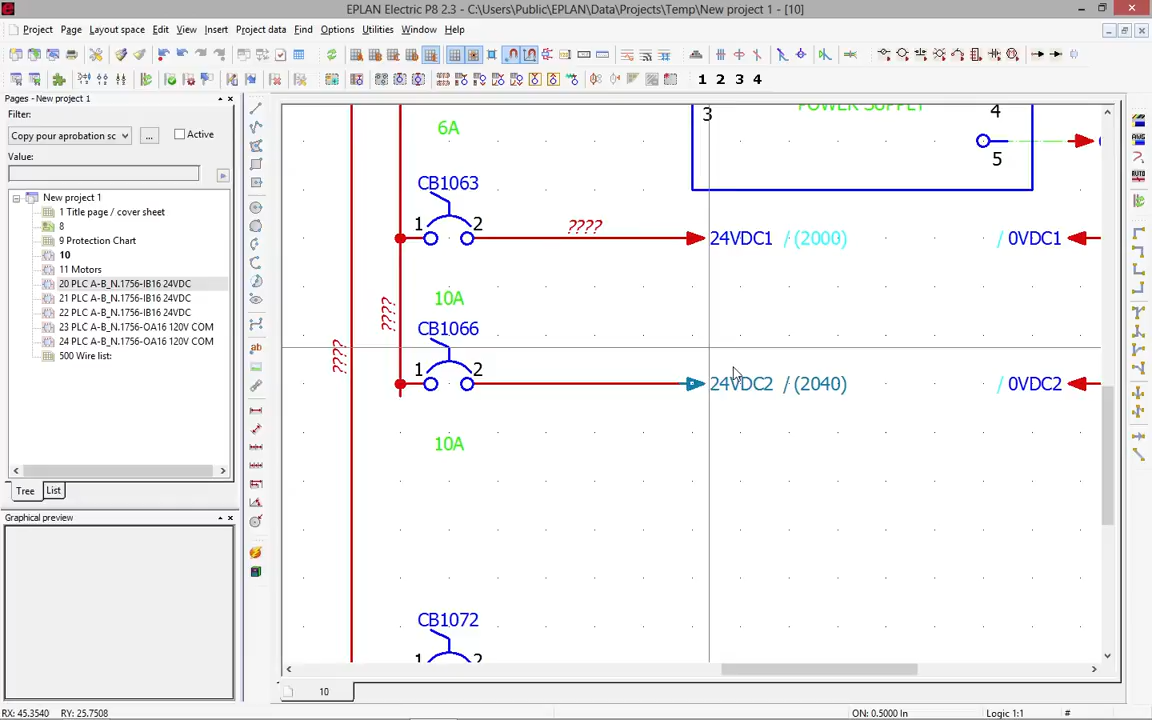 EPLAN Electric P8 2.3 - C:\Users\Public\EPLAN\Data\Projects\Temp\New project 1 - [10]
Project Page Layout space Edit View Insert Project data Find Options Utilities Window Help
1 2 3 4
Pages - New project 1
Filter:
Copy pour aprobation sc
...
Active
Value:
New project 1
1 Title page / cover sheet
8
9 Protection Chart
10
11 Motors
20 PLC A-B_N.1756-IB16 24VDC
21 PLC A-B_N.1756-IB16 24VDC
22 PLC A-B_N.1756-IB16 24VDC
23 PLC A-B_N.1756-OA16 120V COM
24 PLC A-B_N.1756-OA16 120V COM
500 Wire list:
Tree
List
Graphical preview
6A
3
POWER SUPPLY
4
5
CB1063
1 2
????
24VDC1 / (2000)
/ 0VDC1
10A
????
CB1066
????
1 2
24VDC2 / (2040)
/ 0VDC2
10A
CB1072
1 2
10
RX: 45.3540 RY: 25.7508
ON: 0.5000 In
Logic 1:1
#